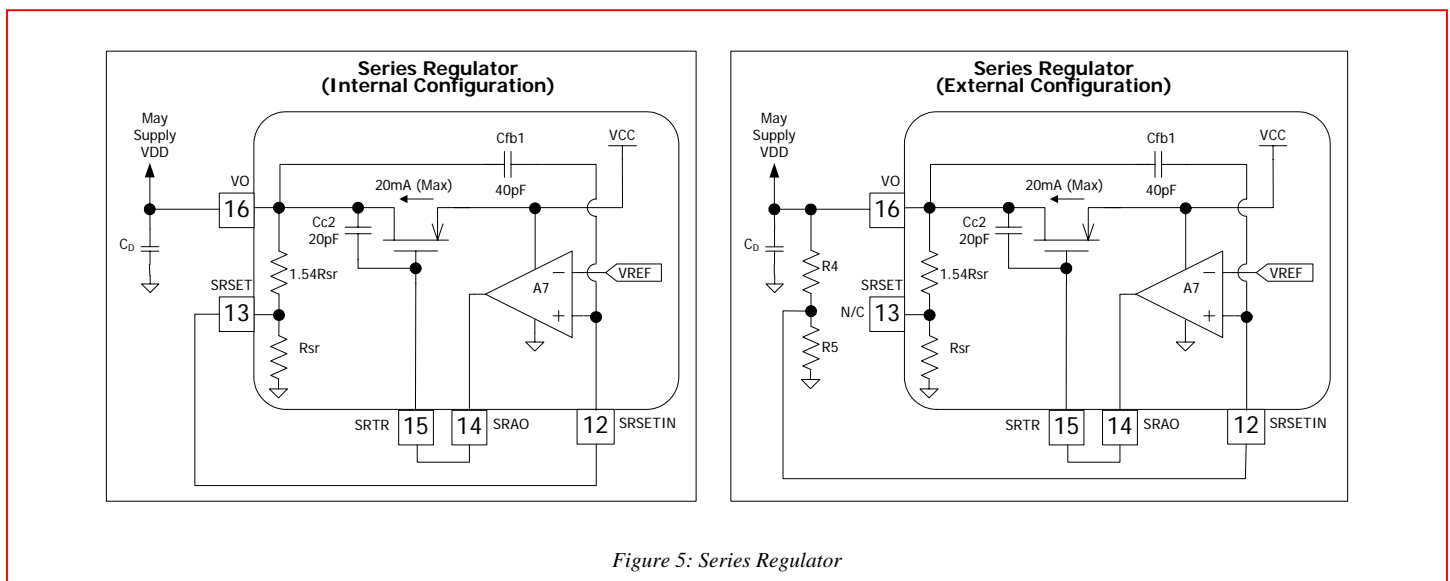 Series Regulator
(Internal Configuration)
May
Supply
VDD
Cfb1
VCC
VO
20mA (Max)
40pF
16
Cc2
20pF
CD
1.54Rsr
VREF
−
A7
+
SRSET
13
Rsr
SRTR
15
14
SRAO
12
SRSETIN
Series Regulator
(External Configuration)
May
Supply
VDD
Cfb1
VCC
VO
20mA (Max)
40pF
16
Cc2
20pF
CD
R4
1.54Rsr
VREF
−
A7
+
SRSET
N/C
13
R5
Rsr
SRTR
15
14
SRAO
12
SRSETIN
Figure 5: Series Regulator